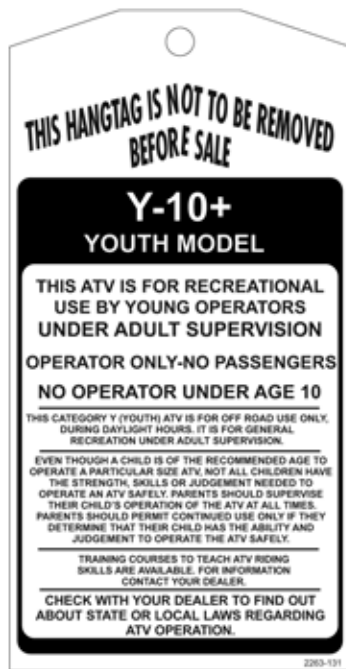 THIS HANGTAG IS NOT TO BE REMOVED
BEFORE SALE
Y-10+
YOUTH MODEL
THIS ATV IS FOR RECREATIONAL
USE BY YOUNG OPERATORS
UNDER ADULT SUPERVISION
OPERATOR ONLY-NO PASSENGERS
NO OPERATOR UNDER AGE 10
THIS CATEGORY Y (YOUTH) ATV IS FOR OFF ROAD USE ONLY,
DURING DAYLIGHT HOURS. IT IS FOR GENERAL
RECREATION UNDER ADULT SUPERVISION.
EVEN THOUGH A CHILD IS OF THE RECOMMENDED AGE TO
OPERATE A PARTICULAR SIZE ATV, NOT ALL CHILDREN HAVE
THE STRENGTH, SKILLS OR JUDGEMENT NEEDED TO
OPERATE AN ATV SAFELY. PARENTS SHOULD SUPERVISE
THEIR CHILD'S OPERATION OF THE ATV AT ALL TIMES.
PARENTS SHOULD PERMIT CONTINUED USE ONLY IF THEY
DETERMINE THAT THEIR CHILD HAS THE ABILITY AND
JUDGEMENT TO OPERATE THE ATV SAFELY.
TRAINING COURSES TO TEACH ATV RIDING
SKILLS ARE AVAILABLE. FOR INFORMATION
CONTACT YOUR DEALER.
CHECK WITH YOUR DEALER TO FIND OUT
ABOUT STATE OR LOCAL LAWS REGARDING
ATV OPERATION.
2263-131